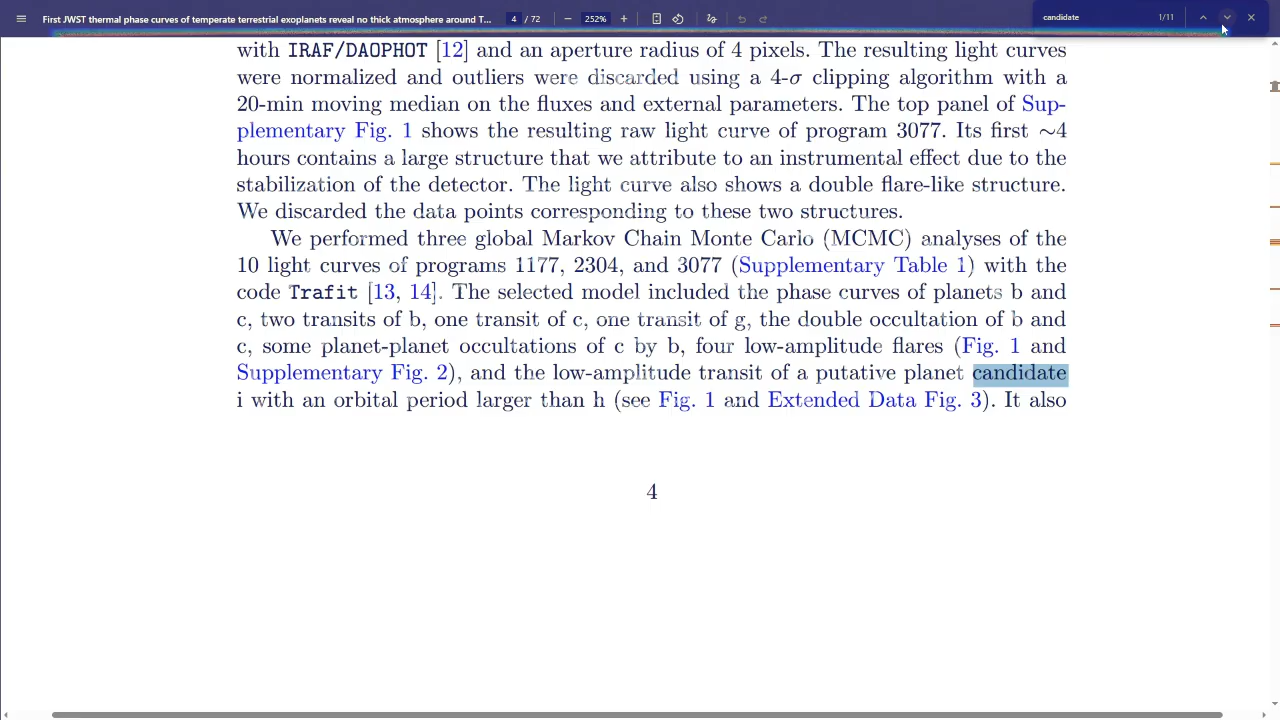 First JWST thermal phase curves of temperate terrestrial exoplanets reveal no thick atmosphere around T...
4 / 72
252%
candidate
1/11
with IRAF/DAOPHOT [12] and an aperture radius of 4 pixels. The resulting light curves
were normalized and outliers were discarded using a 4-σ clipping algorithm with a
20-min moving median on the fluxes and external parameters. The top panel of Sup-
plementary Fig. 1 shows the resulting raw light curve of program 3077. Its first ∼4
hours contains a large structure that we attribute to an instrumental effect due to the
stabilization of the detector. The light curve also shows a double flare-like structure.
We discarded the data points corresponding to these two structures.
We performed three global Markov Chain Monte Carlo (MCMC) analyses of the
10 light curves of programs 1177, 2304, and 3077 (Supplementary Table 1) with the
code Trafit [13, 14]. The selected model included the phase curves of planets b and
c, two transits of b, one transit of c, one transit of g, the double occultation of b and
c, some planet-planet occultations of c by b, four low-amplitude flares (Fig. 1 and
Supplementary Fig. 2), and the low-amplitude transit of a putative planet candidate
i with an orbital period larger than h (see Fig. 1 and Extended Data Fig. 3). It also
4